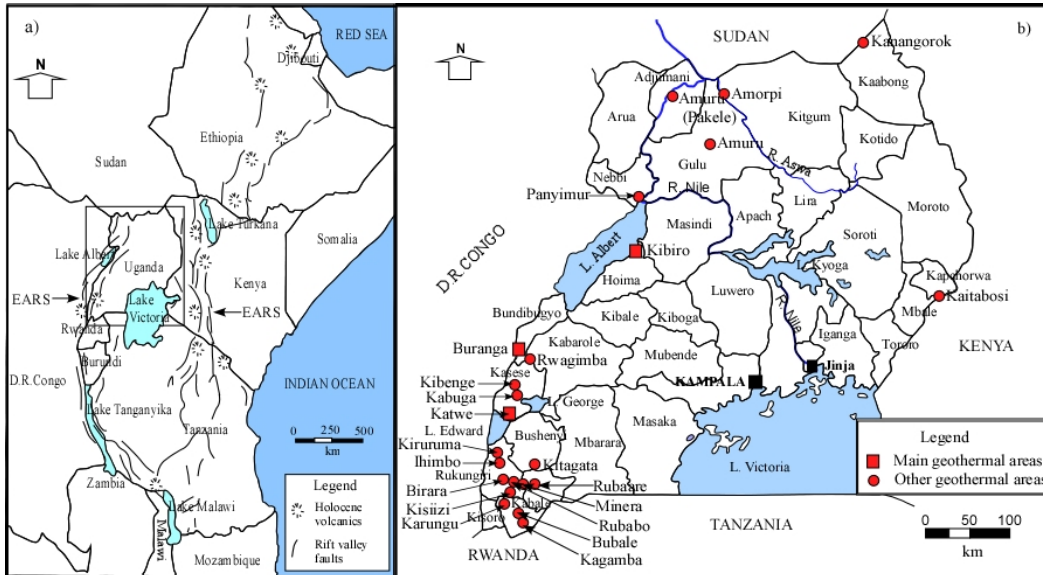 a)
RED SEA
N
Djibouti
Ethiopia
Sudan
Lake Turkana
Somalia
Lake Albert
Uganda
EARS
Kenya
Lake
Victoria
EARS
Rwanda
Burundi
D.R.Congo
INDIAN OCEAN
Lake Tanganyika
Tanzania
0 250 500
km
Zambia
Lake Malawi
Malawi
Mozambique
Legend
Holocene
volcanics
Rift valley
faults
b)
SUDAN
N
Kanangorok
Adjumani
Kaabong
Amuru
(Pakele)
Amorpi
Arua
Kitgum
Kotido
Amuru
Gulu
R. Aswa
Nebbi
Panyimur
R. Nile
Lira
Moroto
Masindi
Apach
Soroti
D.R.CONGO
L. Albert
Kibiro
L. Kyoga
Hoima
Kapchorwa
Luwero
Kaitabosi
Bundibugyo
Kibale
Kiboga
R. Nile
Mbale
Iganga
Kabarole
Tororo
KENYA
Buranga
Rwagimba
Mubende
Kasese
KAMPALA
Jinja
Kibenge
Kabuga
George
Katwe
Masaka
L. Edward
Bushenyi
Mbarara
Kiruruma
Ihimbo
Kitagata
L. Victoria
Rukungiri
Birara
Rubaare
Kisiizi
Kabale
Minera
Karungu
Kisoro
Rubabo
Bubale
Kagamba
RWANDA
TANZANIA
Legend
Main geothermal areas
Other geothermal areas
0 50 100
km